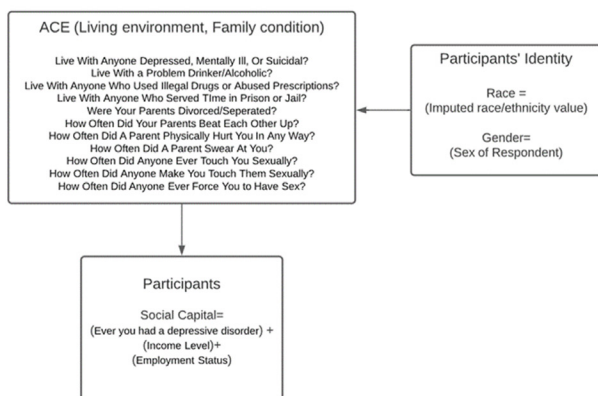 ACE (Living environment, Family condition)
Live With Anyone Depressed, Mentally Ill, Or Suicidal?
Live With a Problem Drinker/Alcoholic?
Live With Anyone Who Used Illegal Drugs or Abused Prescriptions?
Live With Anyone Who Served TIme in Prison or Jail?
Were Your Parents Divorced/Seperated?
How Often Did Your Parents Beat Each Other Up?
How Often Did A Parent Physically Hurt You In Any Way?
How Often Did A Parent Swear At You?
How Often Did Anyone Ever Touch You Sexually?
How Often Did Anyone Make You Touch Them Sexually?
How Often Did Anyone Ever Force You to Have Sex?
Participants' Identity
Race =
(Imputed race/ethnicity value)
Gender=
(Sex of Respondent)
Participants
Social Capital=
(Ever you had a depressive disorder) +
(Income Level)+
(Employment Status)